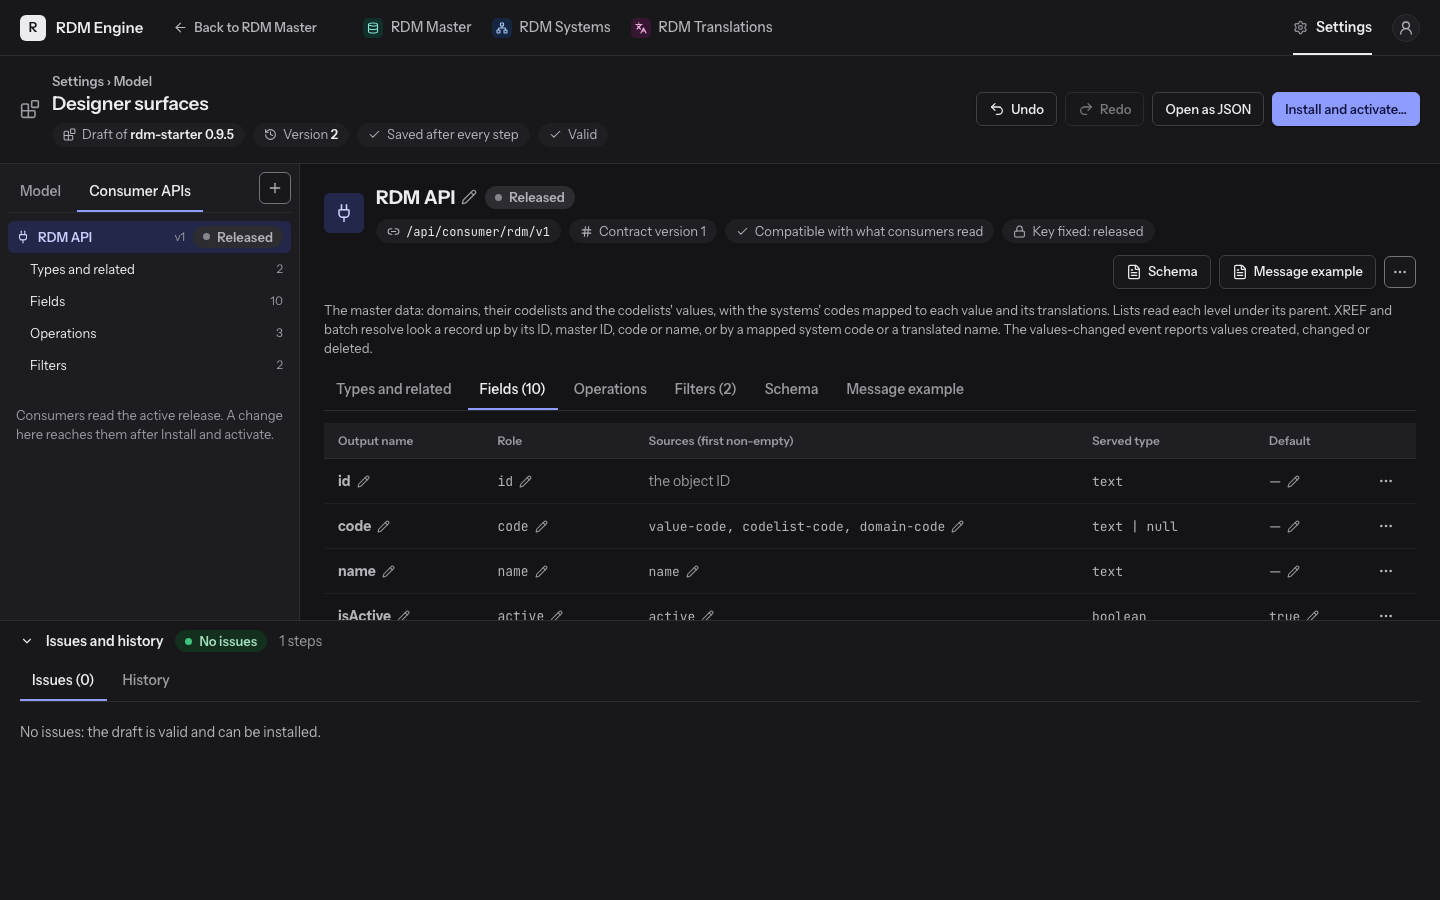 R RDM Engine Back to RDM Master RDM Master RDM Systems RDM Translations Settings
Settings › Model
Designer surfaces
Draft of rdm-starter 0.9.5 Version 2 Saved after every step Valid
Undo Redo Open as JSON Install and activate...
Model Consumer APIs
RDM API v1 Released
Types and related 2
Fields 10
Operations 3
Filters 2
Consumers read the active release. A change
here reaches them after Install and activate.
RDM API Released
/api/consumer/rdm/v1 Contract version 1 Compatible with what consumers read Key fixed: released
Schema Message example
The master data: domains, their codelists and the codelists' values, with the systems' codes mapped to each value and its translations. Lists read each level under its parent. XREF and
batch resolve look a record up by its ID, master ID, code or name, or by a mapped system code or a translated name. The values-changed event reports values created, changed or
deleted.
Types and related Fields (10) Operations Filters (2) Schema Message example
Output name Role Sources (first non-empty) Served type Default
id id the object ID text —
code code value-code, codelist-code, domain-code text | null —
name name name text —
isActive active active boolean true
Issues and history No issues 1 steps
Issues (0) History
No issues: the draft is valid and can be installed.